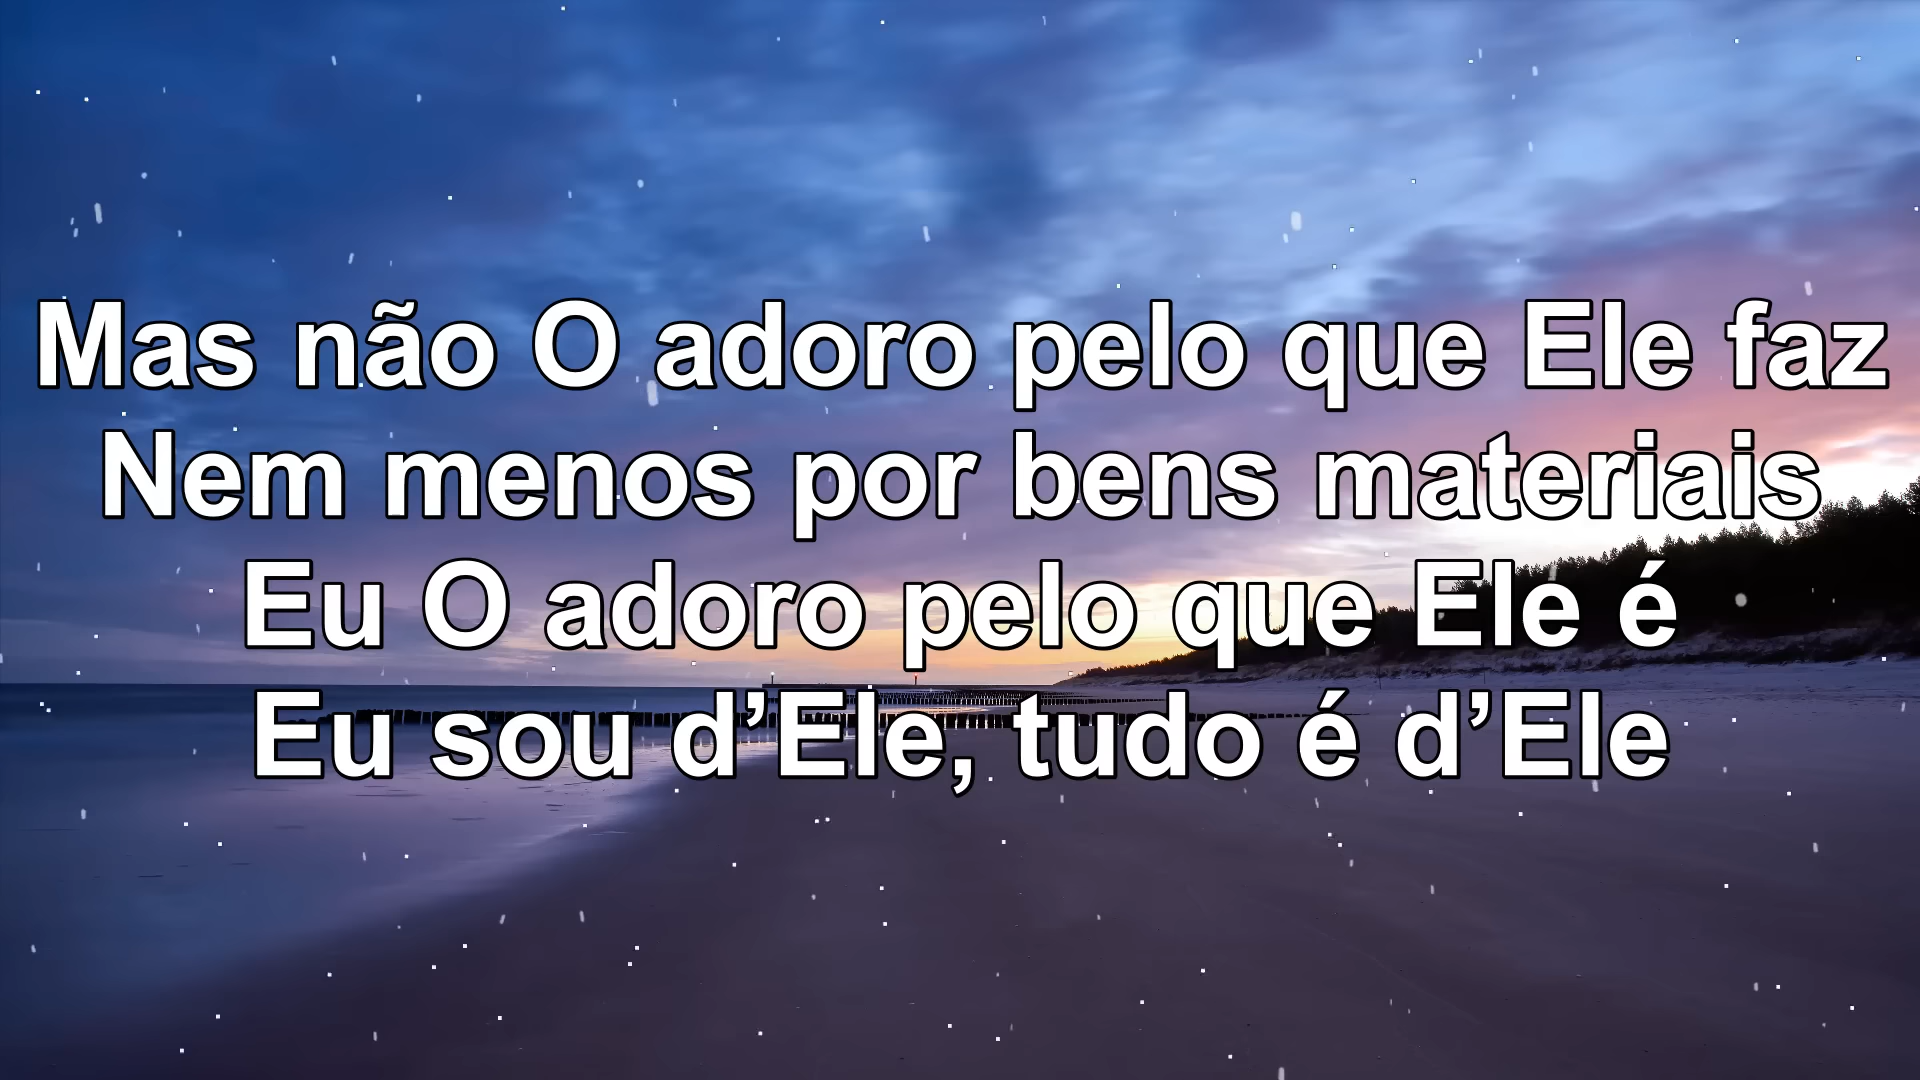 Mas não O adoro pelo que Ele faz
Nem menos por bens materiais
Eu O adoro pelo que Ele é
Eu sou d’Ele, tudo é d’Ele